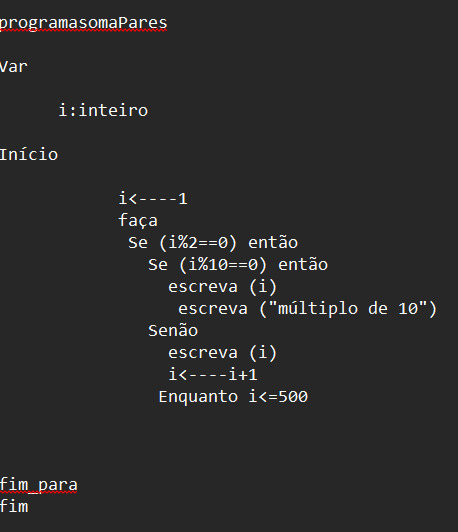 programasomaPares
Var
i:inteiro
Início
i<----1
faça
Se (i%2==0) então
Se (i%10==0) então
escreva (i)
escreva ("múltiplo de 10")
Senão
escreva (i)
i<----i+1
Enquanto i<=500
fim_para
fim